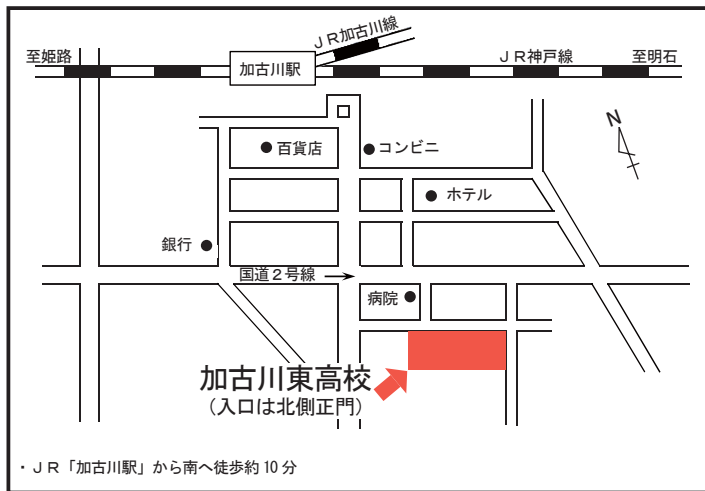 JR加古川線
至姫路
加古川駅
JR神戸線
至明石
N
百貨店
コンビニ
ホテル
銀行
国道2号線
病院
加古川東高校
(入口は北側正門)
・JR「加古川駅」から南へ徒歩約10分